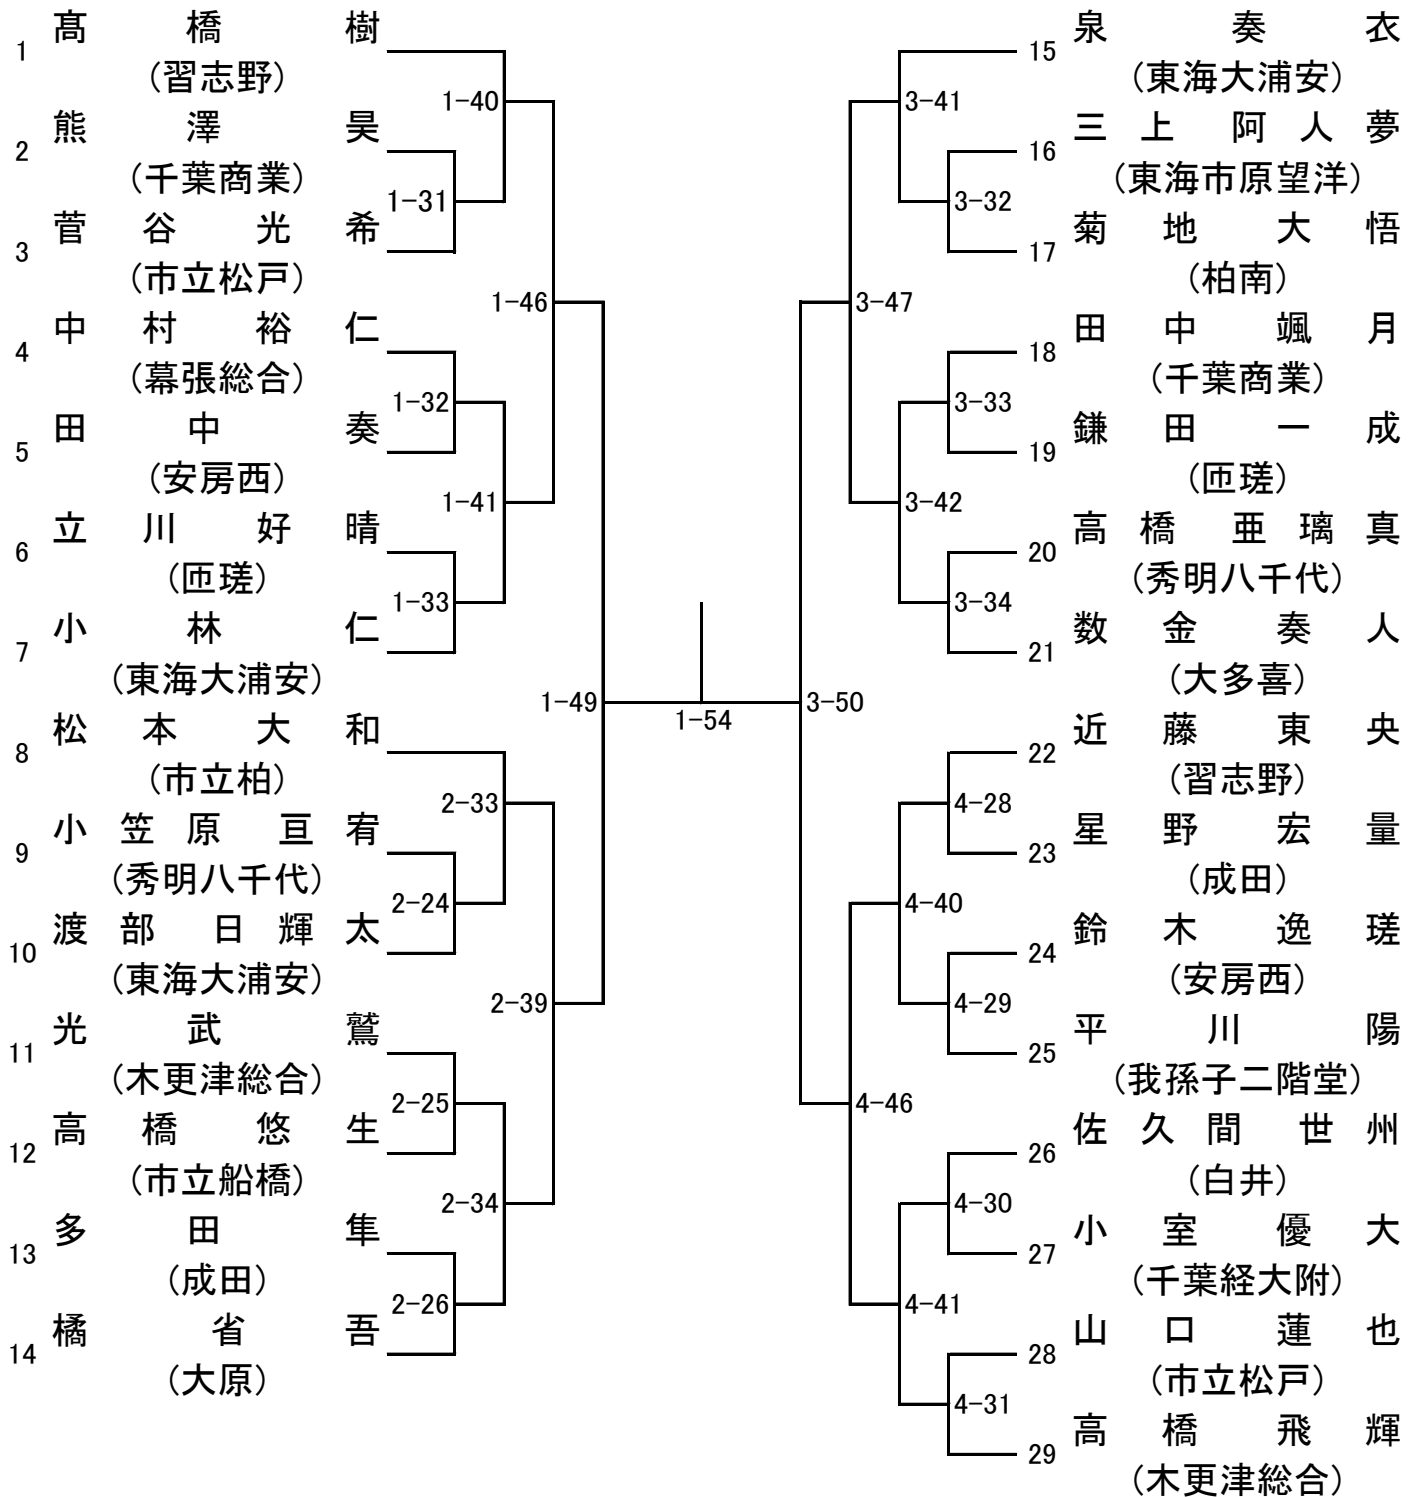 1 髙橋樹
(習志野)
2 熊澤昊
(千葉商業)
3 菅谷光希
(市立松戸)
4 中村裕仁
(幕張総合)
5 田中奏
(安房西)
6 立川好晴
(匝瑳)
7 小林仁
(東海大浦安)
8 松本大和
(市立柏)
9 小笠原亘宥
(秀明八千代)
10 渡部日輝太
(東海大浦安)
11 光武鷲
(木更津総合)
12 高橋悠生
(市立船橋)
13 多田隼
(成田)
14 橘省吾
(大原)
1-40
1-31
1-46
1-32
1-41
1-33
1-49
2-33
2-24
2-39
2-25
2-34
2-26
1-54
3-50
3-41
3-32
3-47
3-33
3-42
3-34
4-28
4-40
4-29
4-46
4-30
4-41
4-31
15 泉奏衣
(東海大浦安)
16 三上阿人夢
(東海市原望洋)
17 菊地大悟
(柏南)
18 田中颯月
(千葉商業)
19 鎌田一成
(匝瑳)
20 高橋亜璃真
(秀明八千代)
21 数金奏人
(大多喜)
22 近藤東央
(習志野)
23 星野宏量
(成田)
24 鈴木逸瑳
(安房西)
25 平川陽
(我孫子二階堂)
26 佐久間世州
(白井)
27 小室優大
(千葉経大附)
28 山口蓮也
(市立松戸)
29 高橋飛輝
(木更津総合)